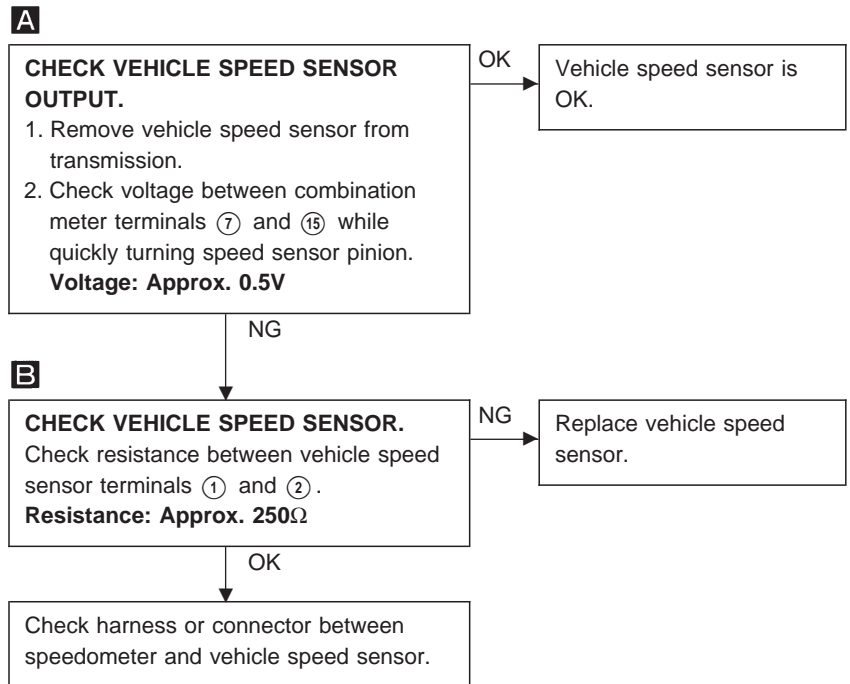 A
CHECK VEHICLE SPEED SENSOR
OUTPUT.
1. Remove vehicle speed sensor from
transmission.
2. Check voltage between combination
meter terminals ⑦ and ⑮ while
quickly turning speed sensor pinion.
Voltage: Approx. 0.5V
OK
Vehicle speed sensor is
OK.
NG
B
CHECK VEHICLE SPEED SENSOR.
Check resistance between vehicle speed
sensor terminals ① and ②.
Resistance: Approx. 250Ω
NG
Replace vehicle speed
sensor.
OK
Check harness or connector between
speedometer and vehicle speed sensor.